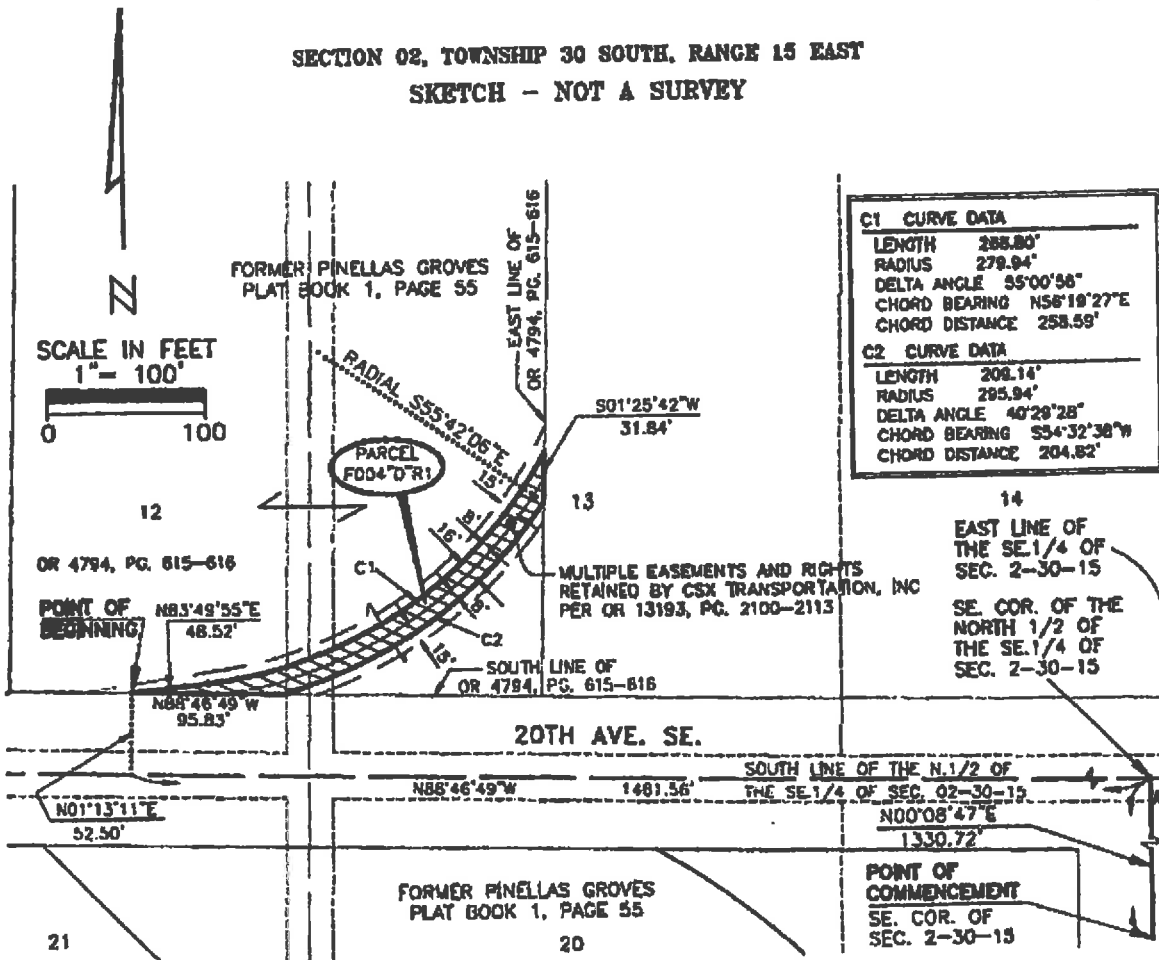 SECTION 02, TOWNSHIP 30 SOUTH, RANGE 15 EAST
SKETCH - NOT A SURVEY
N
SCALE IN FEET
1"= 100'
0 100
FORMER PINELLAS GROVES
PLAT BOOK 1, PAGE 55
EAST LINE OF
OR 4794, PG. 615-616
C1 CURVE DATA
LENGTH
RADIUS 279.94'
DELTA ANGLE 55°00'56"
CHORD BEARING N56°19'27"E
CHORD DISTANCE 258.59'
C2 CURVE DATA
LENGTH 209.14'
RADIUS 295.94'
DELTA ANGLE 40°29'28"
CHORD BEARING S54°32'38"W
CHORD DISTANCE 204.82'
RADIAL S55°42'06"E
S01°25'42"W
31.84'
PARCEL
F004"D"R1
15'
8'
16'
12
13
14
OR 4794, PG. 615-616
C1
MULTIPLE EASEMENTS AND RIGHTS
RETAINED BY CSX TRANSPORTATION, INC
PER OR 13193, PG. 2100-2113
8'
C2
15'
EAST LINE OF
THE SE.1/4 OF
SEC. 2-30-15
SE. COR. OF THE
NORTH 1/2 OF
THE SE.1/4 OF
SEC. 2-30-15
POINT OF
BEGINNING
N83°49'55"E
48.52'
N88°46'49"W
95.83'
SOUTH LINE OF
OR 4794, PG. 615-616
20TH AVE. SE.
N88°46'49"W 1481.56'
SOUTH LINE OF THE N.1/2 OF
THE SE.1/4 OF SEC. 02-30-15
N01°13'11"E
52.50'
N00°08'47"E
1330.72'
POINT OF
COMMENCEMENT
SE. COR. OF
SEC. 2-30-15
FORMER PINELLAS GROVES
PLAT BOOK 1, PAGE 55
21
20